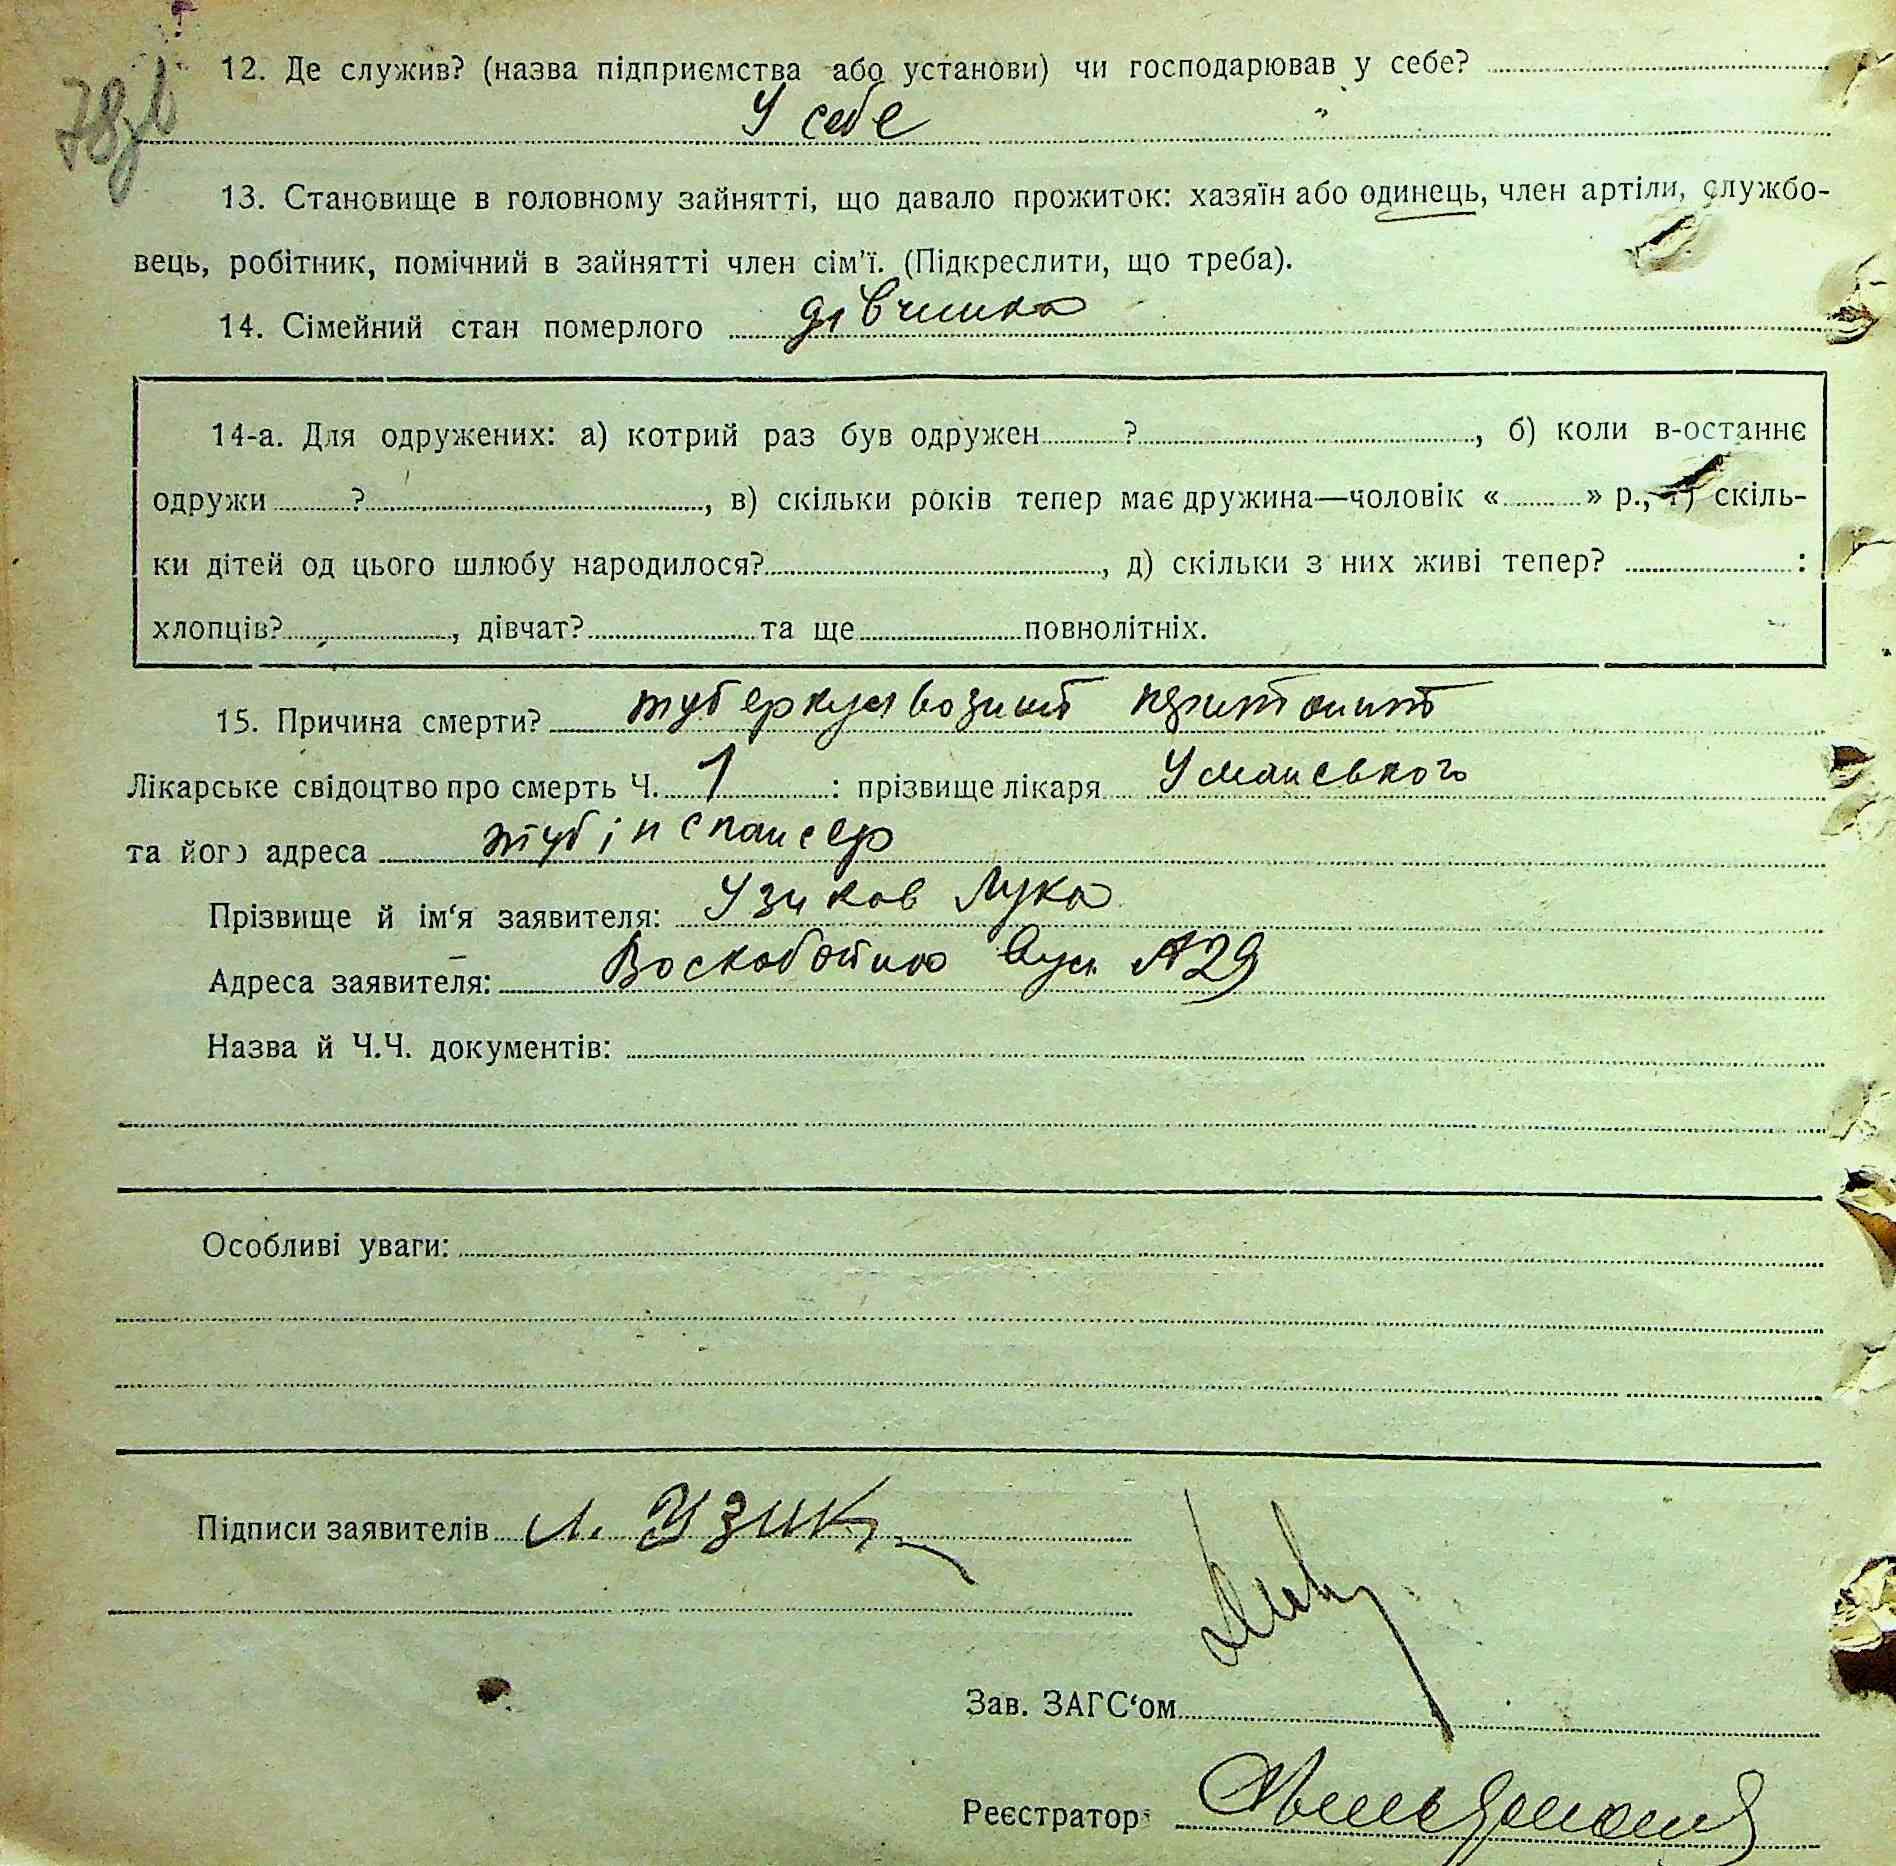 12. Де служив? (назва підприємства або установи) чи господарював у себе?
У себе
13. Становище в головному зайнятті, що давало прожиток: хазяїн або одинець, член артіли, службо-
вець, робітник, помічний в зайнятті член сім'ї. (Підкреслити, що треба).
14. Сімейний стан померлого дівчина
14-а. Для одружених: а) котрий раз був одружен ? , б) коли в-останнє
одружи ? , в) скільки років тепер має дружина—чоловік « » р., г) скіль-
ки дітей од цього шлюбу народилося? , д) скільки з них живі тепер? :
хлопців? , дівчат? та ще повнолітніх.
15. Причина смерти? туберкульозний перитонит
Лікарське свідоцтво про смерть Ч. 1 : прізвище лікаря Уманського
та його адреса
Прізвище й ім‘я заявителя: Узиков Лука
Адреса заявителя: 29
Назва й Ч.Ч. документів:
Особливі уваги:
Підписи заявителів Л. Узик
Зав. ЗАГС‘ом
Реєстратор